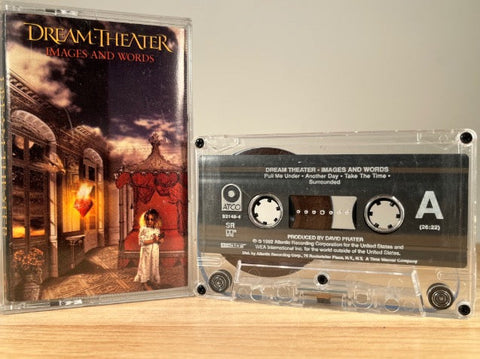 DREAM THEATER
IMAGES AND WORDS
DREAM THEATER • IMAGES AND WORDS
Pull Me Under • Another Day • Take The Time •
Surrounded
ATCO
92148-4
SR
A
(26:22)
PRODUCED BY DAVID PRATER
℗ © 1992 Atlantic Recording Corporation for the United States and
WEA International Inc. for the world outside of the United States.
Dist. by Atlantic Recording Corp., 75 Rockefeller Plaza, N.Y., N.Y. A Time Warner Company